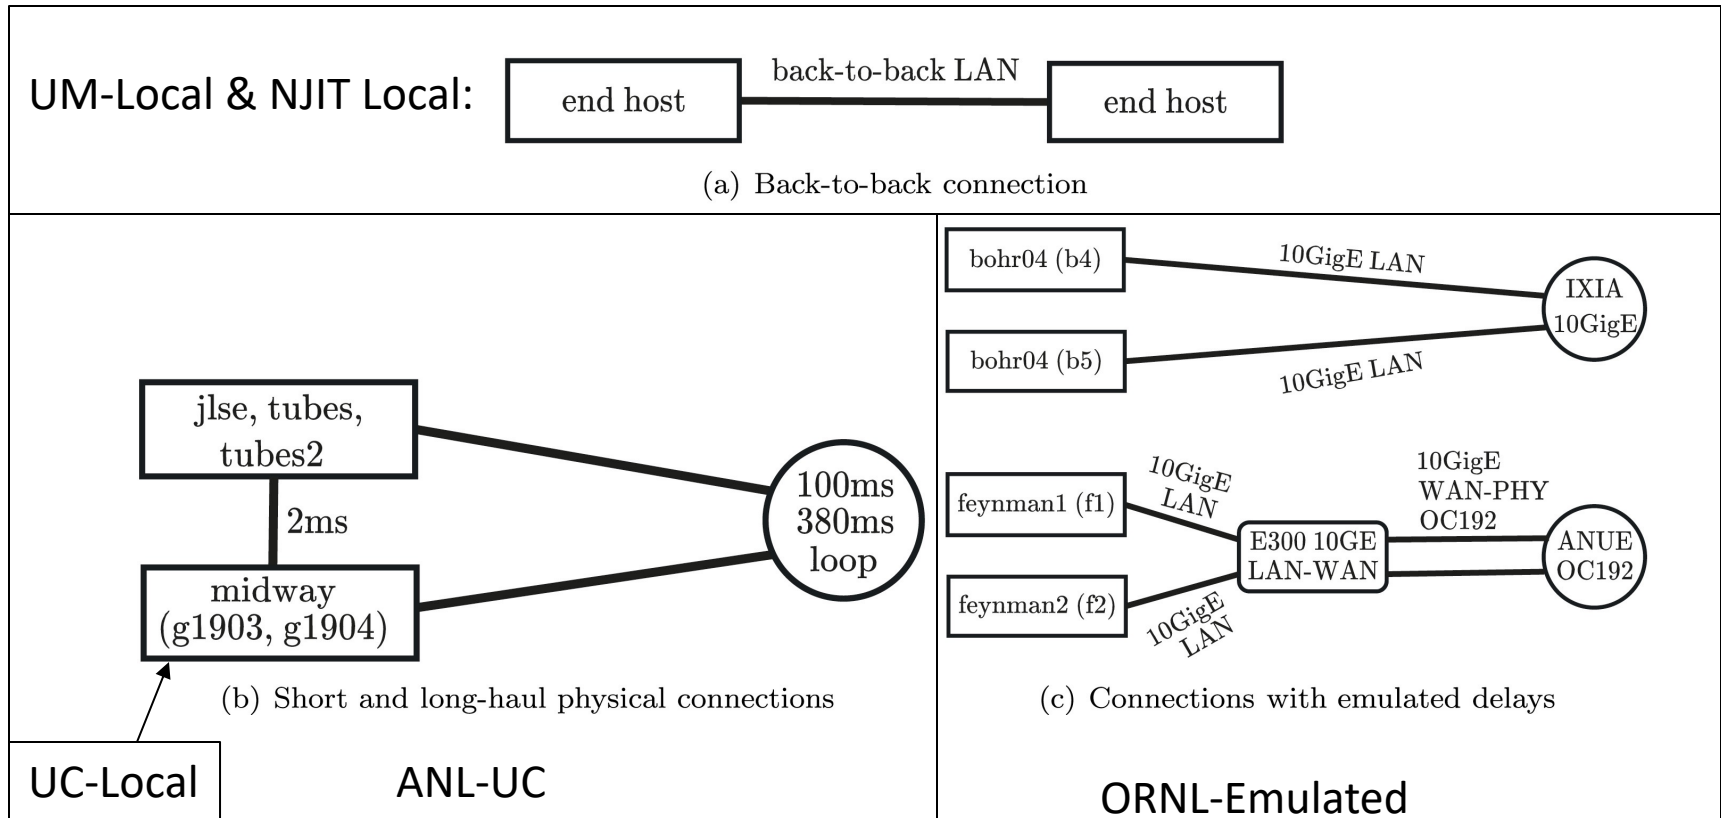 UM-Local & NJIT Local:
end host
back-to-back LAN
end host
(a) Back-to-back connection
jlse, tubes,
tubes2
2ms
midway
(g1903, g1904)
100ms
380ms
loop
(b) Short and long-haul physical connections
UC-Local
ANL-UC
bohr04 (b4)
10GigE LAN
IXIA
10GigE
bohr04 (b5)
10GigE LAN
feynman1 (f1)
10GigE
LAN
E300 10GE
LAN-WAN
10GigE
WAN-PHY
OC192
ANUE
OC192
feynman2 (f2)
10GigE
LAN
(c) Connections with emulated delays
ORNL-Emulated